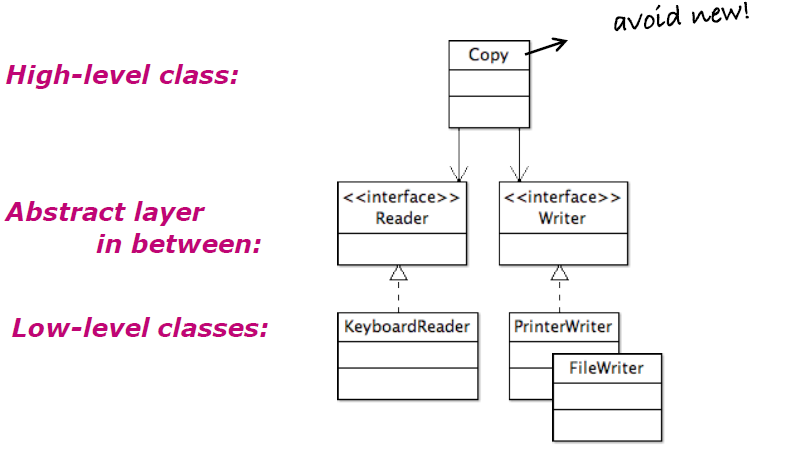 avoid new!
High-level class:
Copy
Abstract layer
in between:
<<interface>>
Reader
<<interface>>
Writer
Low-level classes:
KeyboardReader
PrinterWriter
FileWriter